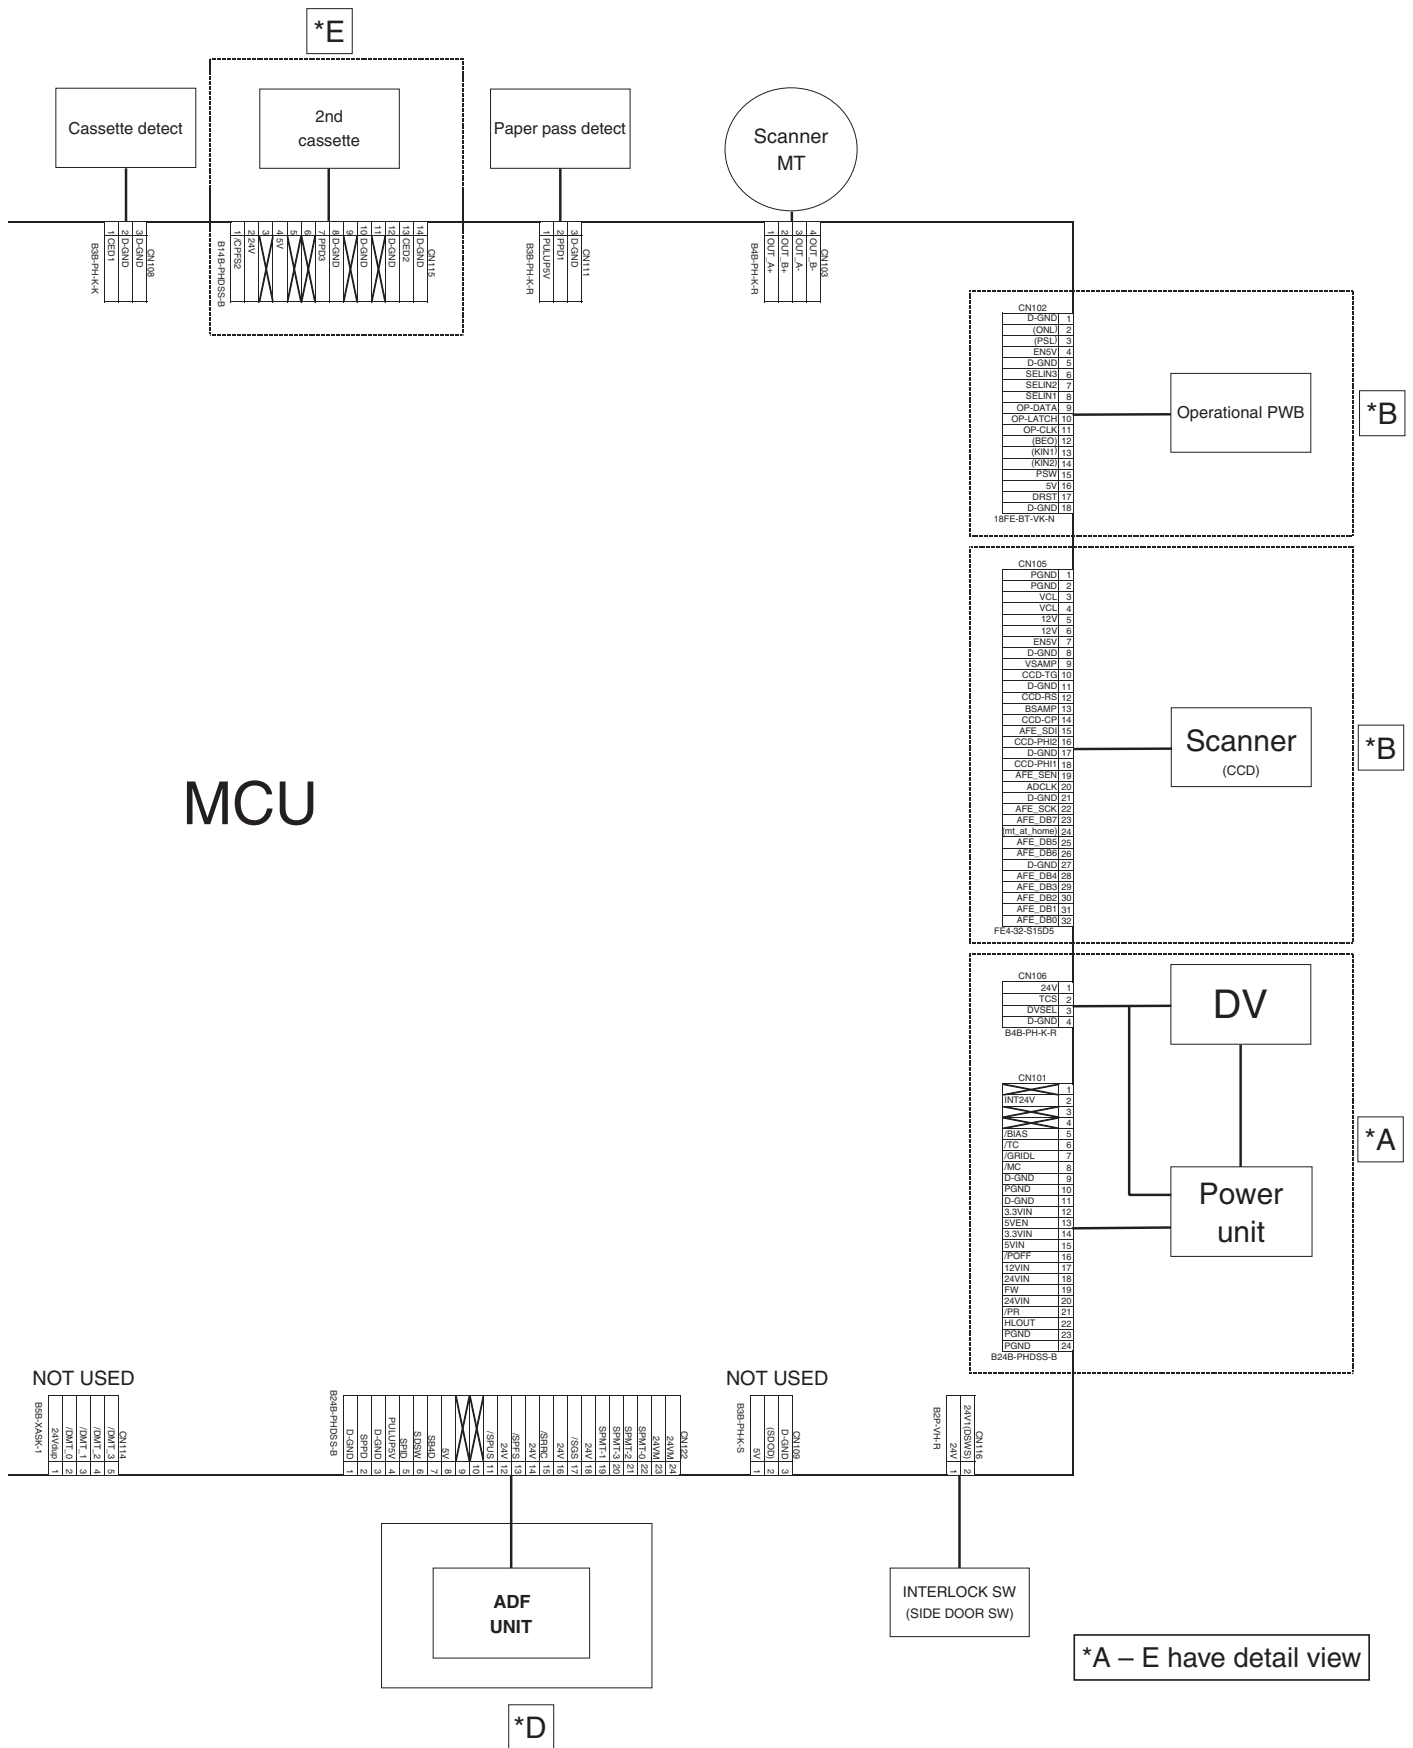 *E
Cassette detect
2nd
cassette
Paper pass detect
Scanner
MT
CN108
3 D-GND
2 D-GND
1 CED1
B3B-PH-K-K
CN115
14 D-GND
13 CED2
12 D-GND
11
10 D-GND
9
8 D-GND
7 PPD3
6
5
4 5V
3
2 24V
1 /CPFS2
B14B-PHDSS-B
CN111
3 D-GND
2 PPD1
1 PULUP5V
B3B-PH-K-R
CN103
4 OUT_B-
3 OUT_A-
2 OUT_B+
1 OUT_A+
B4B-PH-K-R
CN102
D-GND 1
(ONL) 2
(PSL) 3
EN5V 4
D-GND 5
SELIN3 6
SELIN2 7
SELIN1 8
OP-DATA 9
OP-LATCH 10
OP-CLK 11
(BEO) 12
(KIN1) 13
(KIN2) 14
PSW 15
5V 16
DRST 17
D-GND 18
18FE-BT-VK-N
Operational PWB
*B
CN105
PGND 1
PGND 2
VCL 3
VCL 4
12V 5
12V 6
EN5V 7
D-GND 8
VSAMP 9
CCD-TG 10
D-GND 11
CCD-RS 12
BSAMP 13
CCD-CP 14
AFE_SDI 15
CCD-PHI2 16
D-GND 17
CCD-PHI1 18
AFE_SEN 19
ADCLK 20
D-GND 21
AFE_SCK 22
AFE_DB7 23
(mt_at_home) 24
AFE_DB5 25
AFE_DB6 26
D-GND 27
AFE_DB4 28
AFE_DB3 29
AFE_DB2 30
AFE_DB1 31
AFE_DB0 32
FE4-32-S15D5
Scanner
(CCD)
*B
MCU
CN106
24V 1
TCS 2
DVSEL 3
D-GND 4
B4B-PH-K-R
DV
CN101
1
INT24V 2
3
4
/BIAS 5
/TC 6
/GRIDL 7
/MC 8
D-GND 9
PGND 10
D-GND 11
3.3VIN 12
5VEN 13
3.3VIN 14
5VIN 15
/POFF 16
12VIN 17
24VIN 18
FW 19
24VIN 20
/PR 21
HLOUT 22
PGND 23
PGND 24
B24B-PHDSS-B
Power
unit
*A
NOT USED
CN114
/DMT_3 5
/DMT_2 4
/DMT_1 3
/DMT_0 2
24Vdup 1
B5B-XASK-1
CN122
24VM 24
24VM 23
SPMT-0 22
SPMT-2 21
SPMT-3 20
SPMT-1 19
24V 18
/SGS 17
24V 16
/SRRC 15
24V 14
/SPFS 13
24V 12
/SPUS 11
10
9
5V 8
SB4D 7
SDSW 6
SPID 5
PULUP5V 4
D-GND 3
SPPD 2
D-GND 1
B24B-PHDSS-B
NOT USED
CN109
D-GND 3
(SDOD) 2
5V 1
B3B-PH-K-S
CN116
24V1(DSWS) 2
24V 1
B2P-VH-R
ADF
UNIT
INTERLOCK SW
(SIDE DOOR SW)
*A – E have detail view
*D